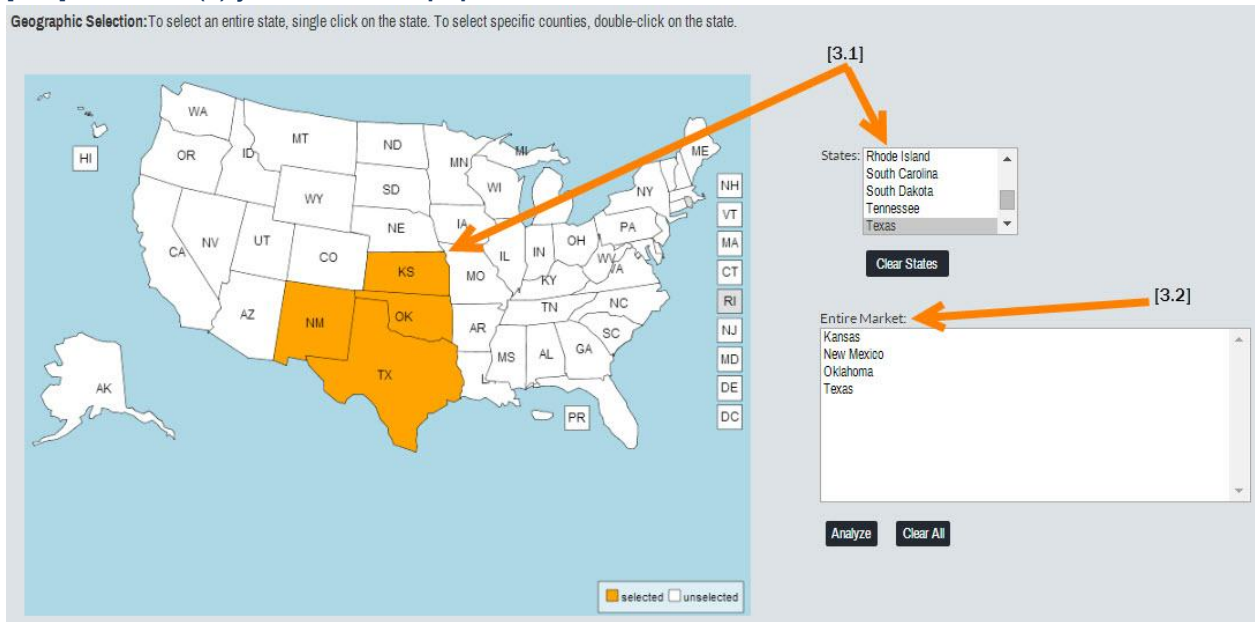 Geographic Selection:To select an entire state, single click on the state. To select specific counties, double-click on the state.
[3.1]
WA
MT
ND
MN
MI
ME
HI
OR
ID
SD
WI
NY
NH
WY
VT
NE
IA
PA
MA
NV
UT
CO
IL
IN
OH
CA
KS
MO
WV
VA
KY
CT
NC
RI
AZ
NM
OK
AR
TN
SC
NJ
MS
AL
GA
MD
TX
AK
DE
PR
DC
selected
unselected
States:
Rhode Island
South Carolina
South Dakota
Tennessee
Texas
Clear States
[3.2]
Entire Market:
Kansas
New Mexico
Oklahoma
Texas
Analyze
Clear All